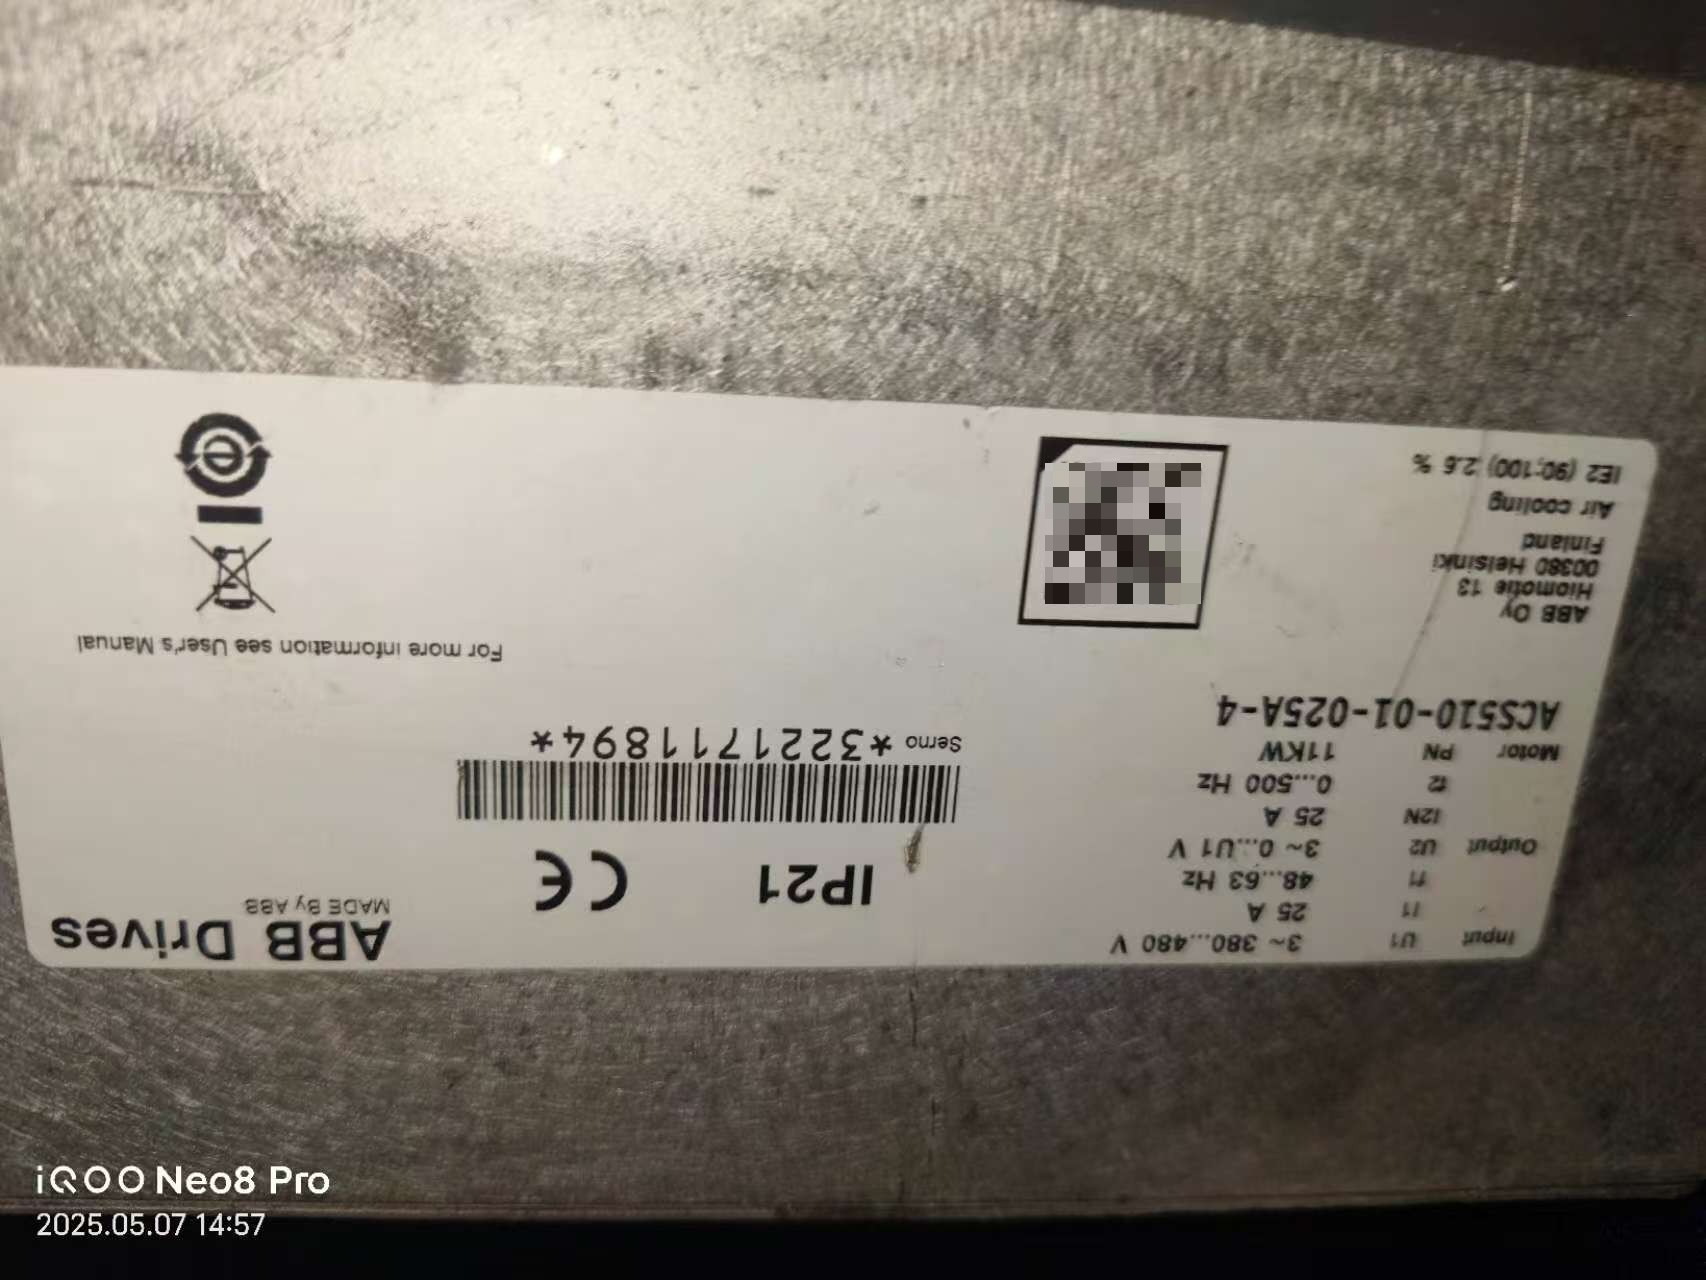 ABB Drives
MADE By ABB
IP21
CE
Input U1 3~ 380...480 V
I1 25 A
f1 48...63 Hz
Output U2 3~ 0...U1 V
I2N 25 A
f2 0...500 Hz
Motor PN 11KW
ACS510-01-025A-4
Serno *3221711894*
For more information see User's Manual
ABB Oy
Hiomotie 13
00380 Helsinki
Finland
Air cooling
IE2 (90;100) 2.6 %
e
iQOO Neo8 Pro
2025.05.07 14:57